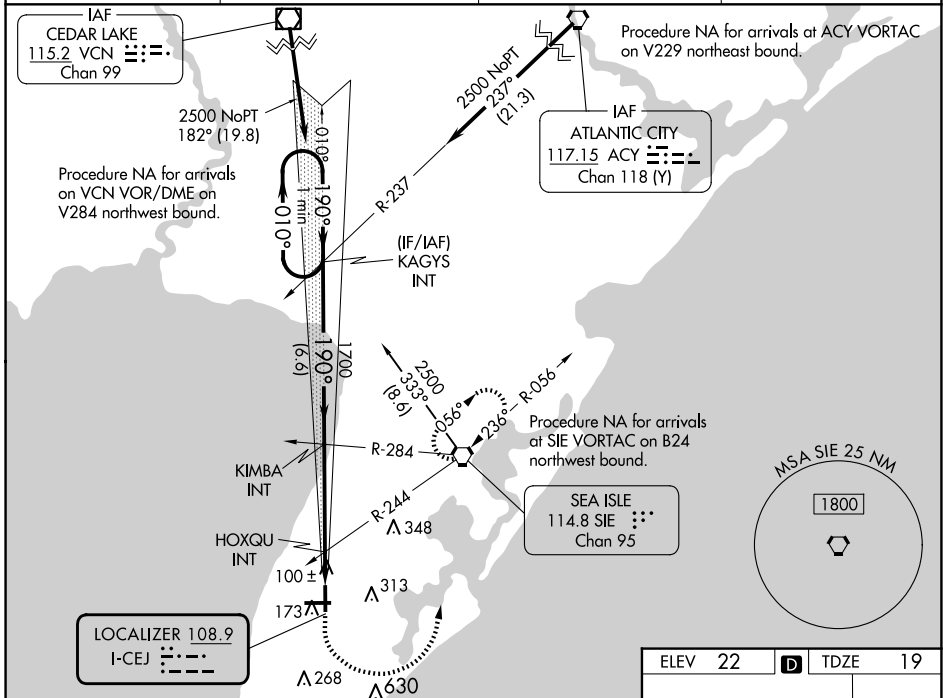 IAF
CEDAR LAKE
115.2 VCN
Chan 99
Procedure NA for arrivals at ACY VORTAC
on V229 northeast bound.
2500 NoPT
182° (19.8)
2500 NoPT
237°
(21.3)
IAF
ATLANTIC CITY
117.15 ACY
Chan 118 (Y)
Procedure NA for arrivals
on VCN VOR/DME on
V284 northwest bound.
010°
190°
1 min
010°
R-237
(IF/IAF)
KAGYS
INT
1700
190°
(6.6)
2500
333°
(8.6)
056°
236°
R-056
Procedure NA for arrivals
at SIE VORTAC on B24
northwest bound.
R-284
KIMBA
INT
R-244
SEA ISLE
114.8 SIE
Chan 95
MSA SIE 25 NM
1800
348
HOXQU
INT
100 ±
313
173
LOCALIZER 108.9
I-CEJ
268
630
ELEV 22 D TDZE 19